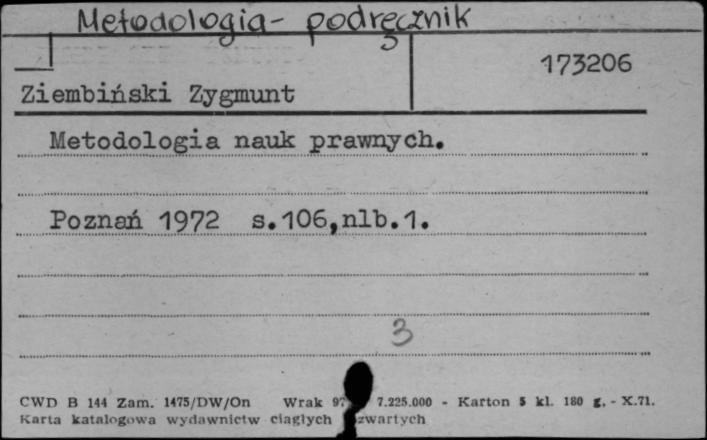 Metodologia - podręcznik
173206
Ziembiński Zygmunt
Metodologia nauk prawnych.
Poznań 1972 s.106,nlb.1.
3
CWD B 144 Zam. 1475/DW/On Wrak 7.225.000 - Karton 5 kl. 180 g. - X.71.
Karta katalogowa wydawnictw ciągłych zwartych